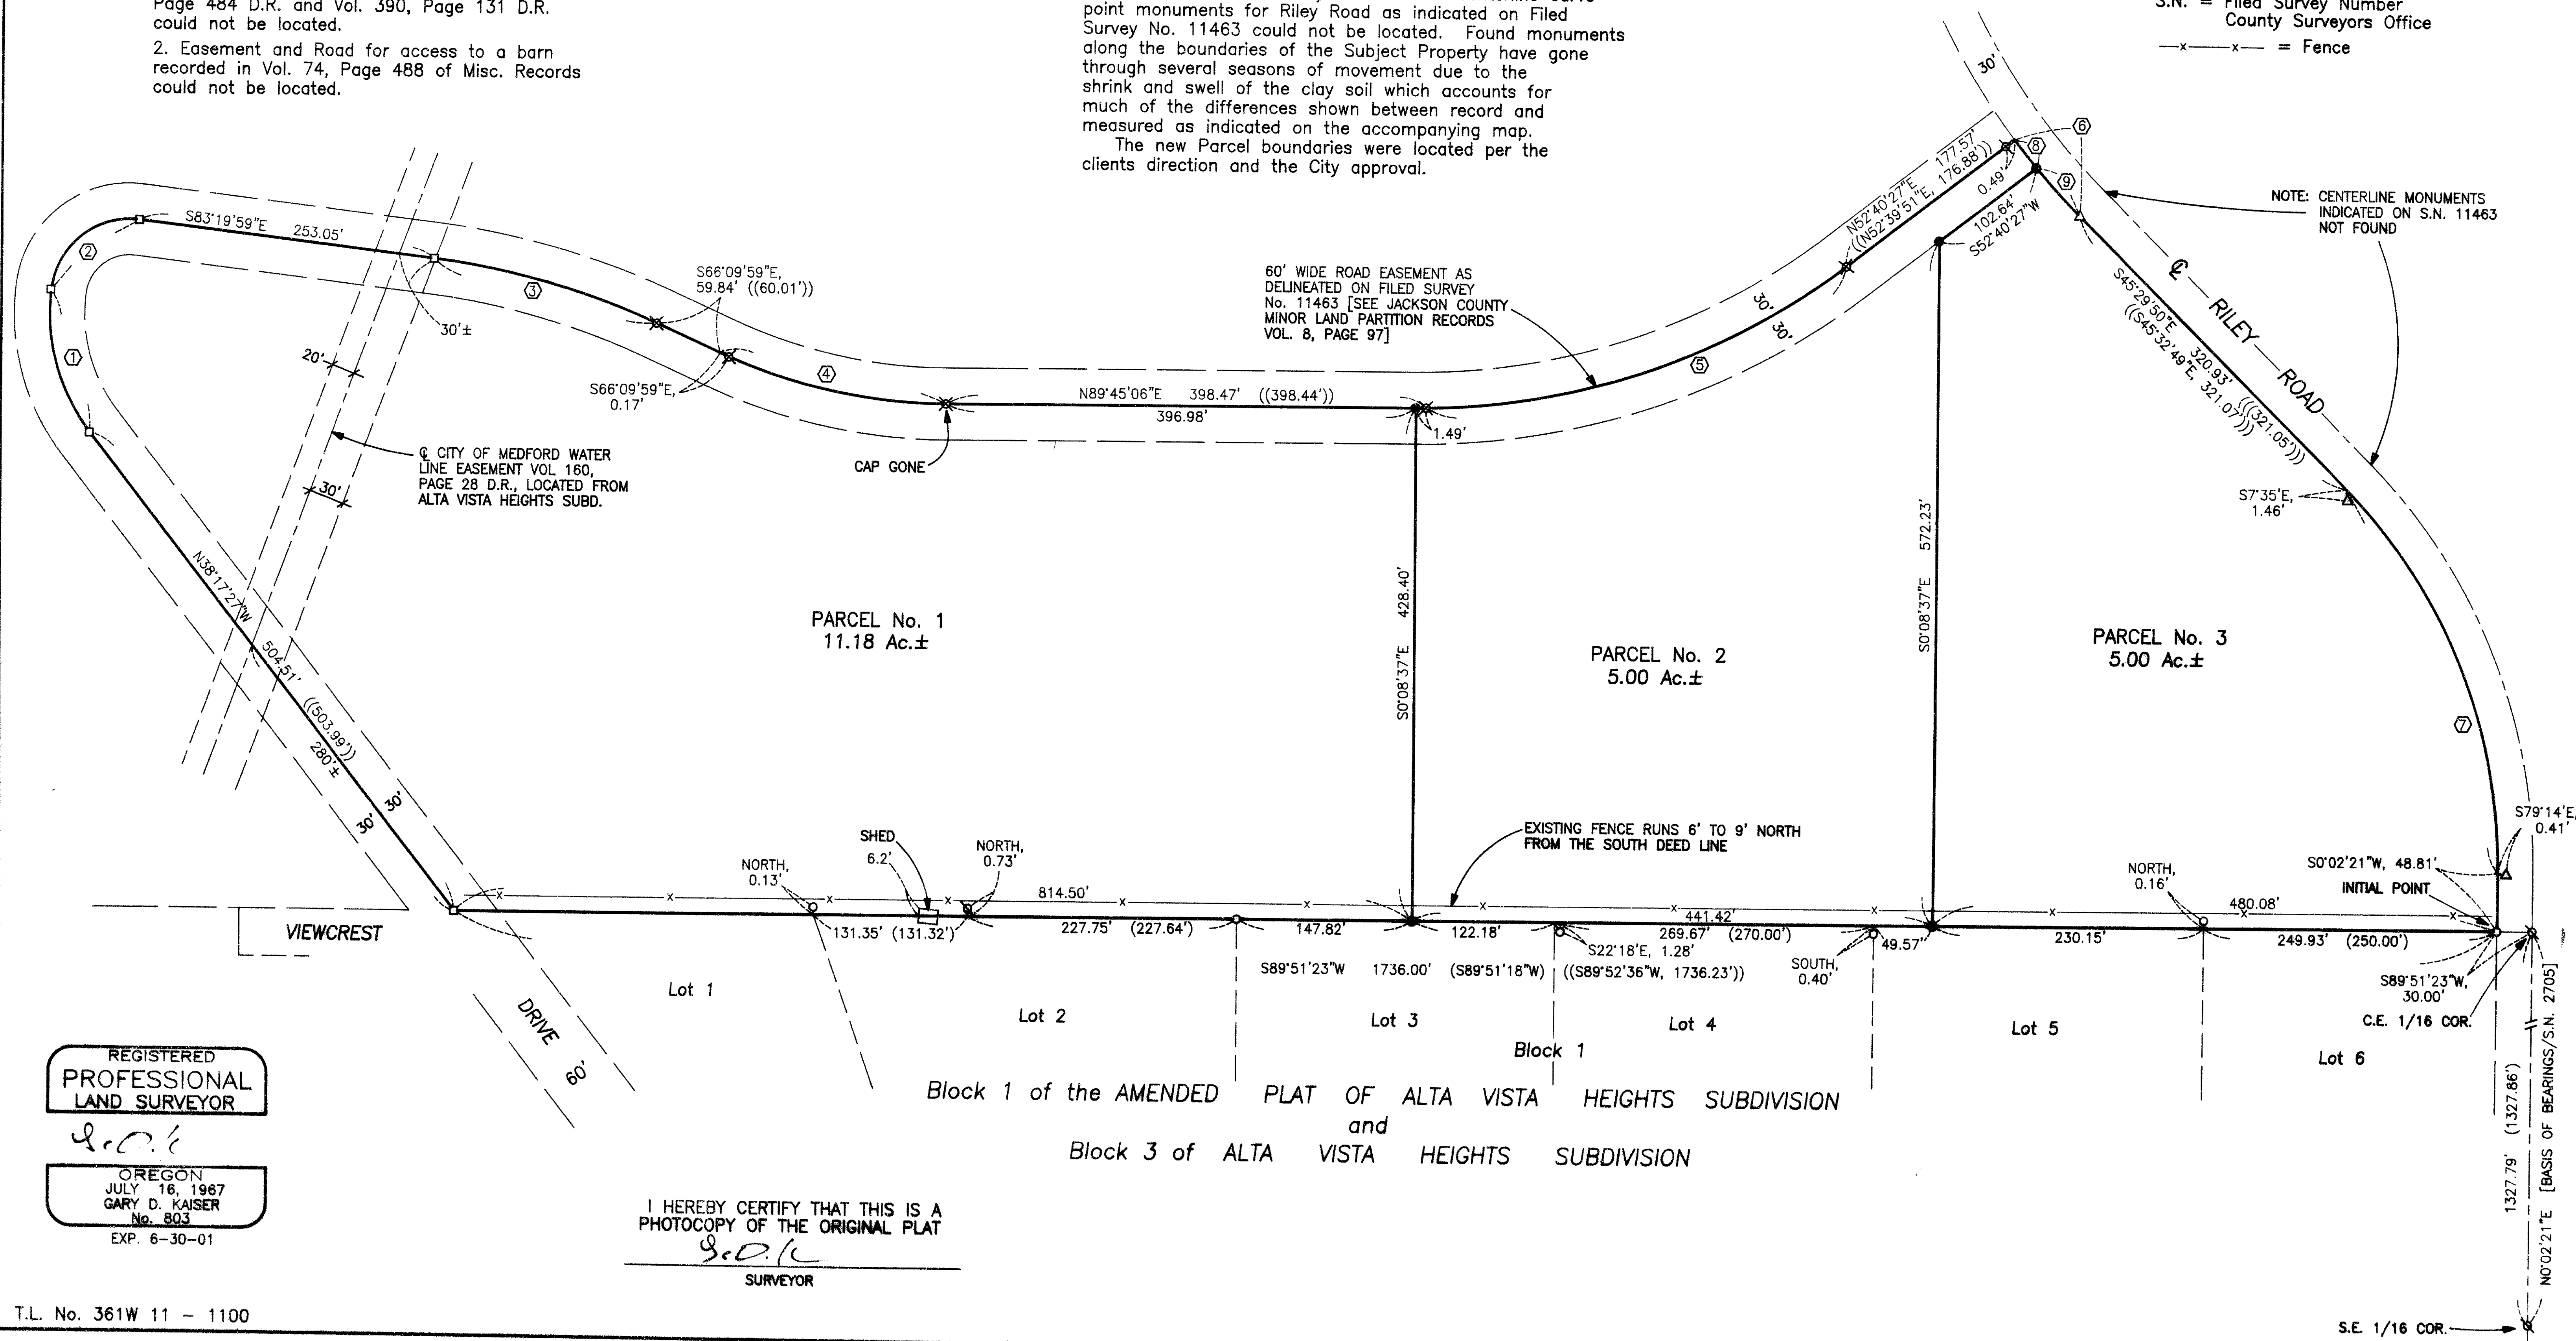 Page 484 D.R. and Vol. 390, Page 131 D.R.
could not be located.
2. Easement and Road for access to a barn
recorded in Vol. 74, Page 488 of Misc. Records
could not be located.
point monuments for Riley Road as indicated on Filed
Survey No. 11463 could not be located. Found monuments
along the boundaries of the Subject Property have gone
through several seasons of movement due to the
shrink and swell of the clay soil which accounts for
much of the differences shown between record and
measured as indicated on the accompanying map.
The new Parcel boundaries were located per the
clients direction and the City approval.
S.N. = Filed Survey Number
County Surveyors Office
—x——x— = Fence
30'
6
8
9
177.57'
N52°40'27"E
((N52°39'51"E, 176.88'))
0.49'
102.64'
S52°40'27"W
NOTE: CENTERLINE MONUMENTS
INDICATED ON S.N. 11463
NOT FOUND
S83°19'59"E 253.05'
2
1
3
30'±
20'
30'
S66°09'59"E,
59.84' ((60.01'))
S66°09'59"E,
0.17'
4
CAP GONE
N89°45'06"E 398.47' ((398.44'))
396.98'
1.49'
60' WIDE ROAD EASEMENT AS
DELINEATED ON FILED SURVEY
No. 11463 [SEE JACKSON COUNTY
MINOR LAND PARTITION RECORDS
VOL. 8, PAGE 97]
30'
30'
5
℄ RILEY ROAD
S45°29'50"E 320.93'
((S45°32'49"E, 321.07'))
(((321.05')))
S7°35'E,
1.46'
℄ CITY OF MEDFORD WATER
LINE EASEMENT VOL 160,
PAGE 28 D.R., LOCATED FROM
ALTA VISTA HEIGHTS SUBD.
N38°17'27"W 504.51' ((503.99'))
280'±
30'
30'
PARCEL No. 1
11.18 Ac.±
S0°08'37"E 428.40'
PARCEL No. 2
5.00 Ac.±
S0°08'37"E 572.23'
PARCEL No. 3
5.00 Ac.±
7
S79°14'E,
0.41'
S0°02'21"W, 48.81'
INITIAL POINT
EXISTING FENCE RUNS 6' TO 9' NORTH
FROM THE SOUTH DEED LINE
SHED
6.2'
NORTH,
0.13'
NORTH,
0.73'
NORTH,
0.16'
814.50'
441.42'
480.08'
131.35' (131.32')
227.75' (227.64')
147.82'
122.18'
269.67' (270.00')
49.57'
230.15'
249.93' (250.00')
S22°18'E, 1.28'
SOUTH,
0.40'
S89°51'23"W 1736.00' (S89°51'18"W) ((S89°52'36"W, 1736.23'))
S89°51'23"W,
30.00'
C.E. 1/16 COR.
VIEWCREST
DRIVE 60'
Lot 1
Lot 2
Lot 3
Lot 4
Lot 5
Lot 6
Block 1
Block 1 of the AMENDED PLAT OF ALTA VISTA HEIGHTS SUBDIVISION
and
Block 3 of ALTA VISTA HEIGHTS SUBDIVISION
1327.79' (1327.86')
N0°02'21"E [BASIS OF BEARINGS/S.N. 2705]
S.E. 1/16 COR.
REGISTERED
PROFESSIONAL
LAND SURVEYOR
OREGON
JULY 16, 1967
GARY D. KAISER
No. 803
EXP. 6-30-01
I HEREBY CERTIFY THAT THIS IS A
PHOTOCOPY OF THE ORIGINAL PLAT
SURVEYOR
T.L. No. 361W 11 - 1100